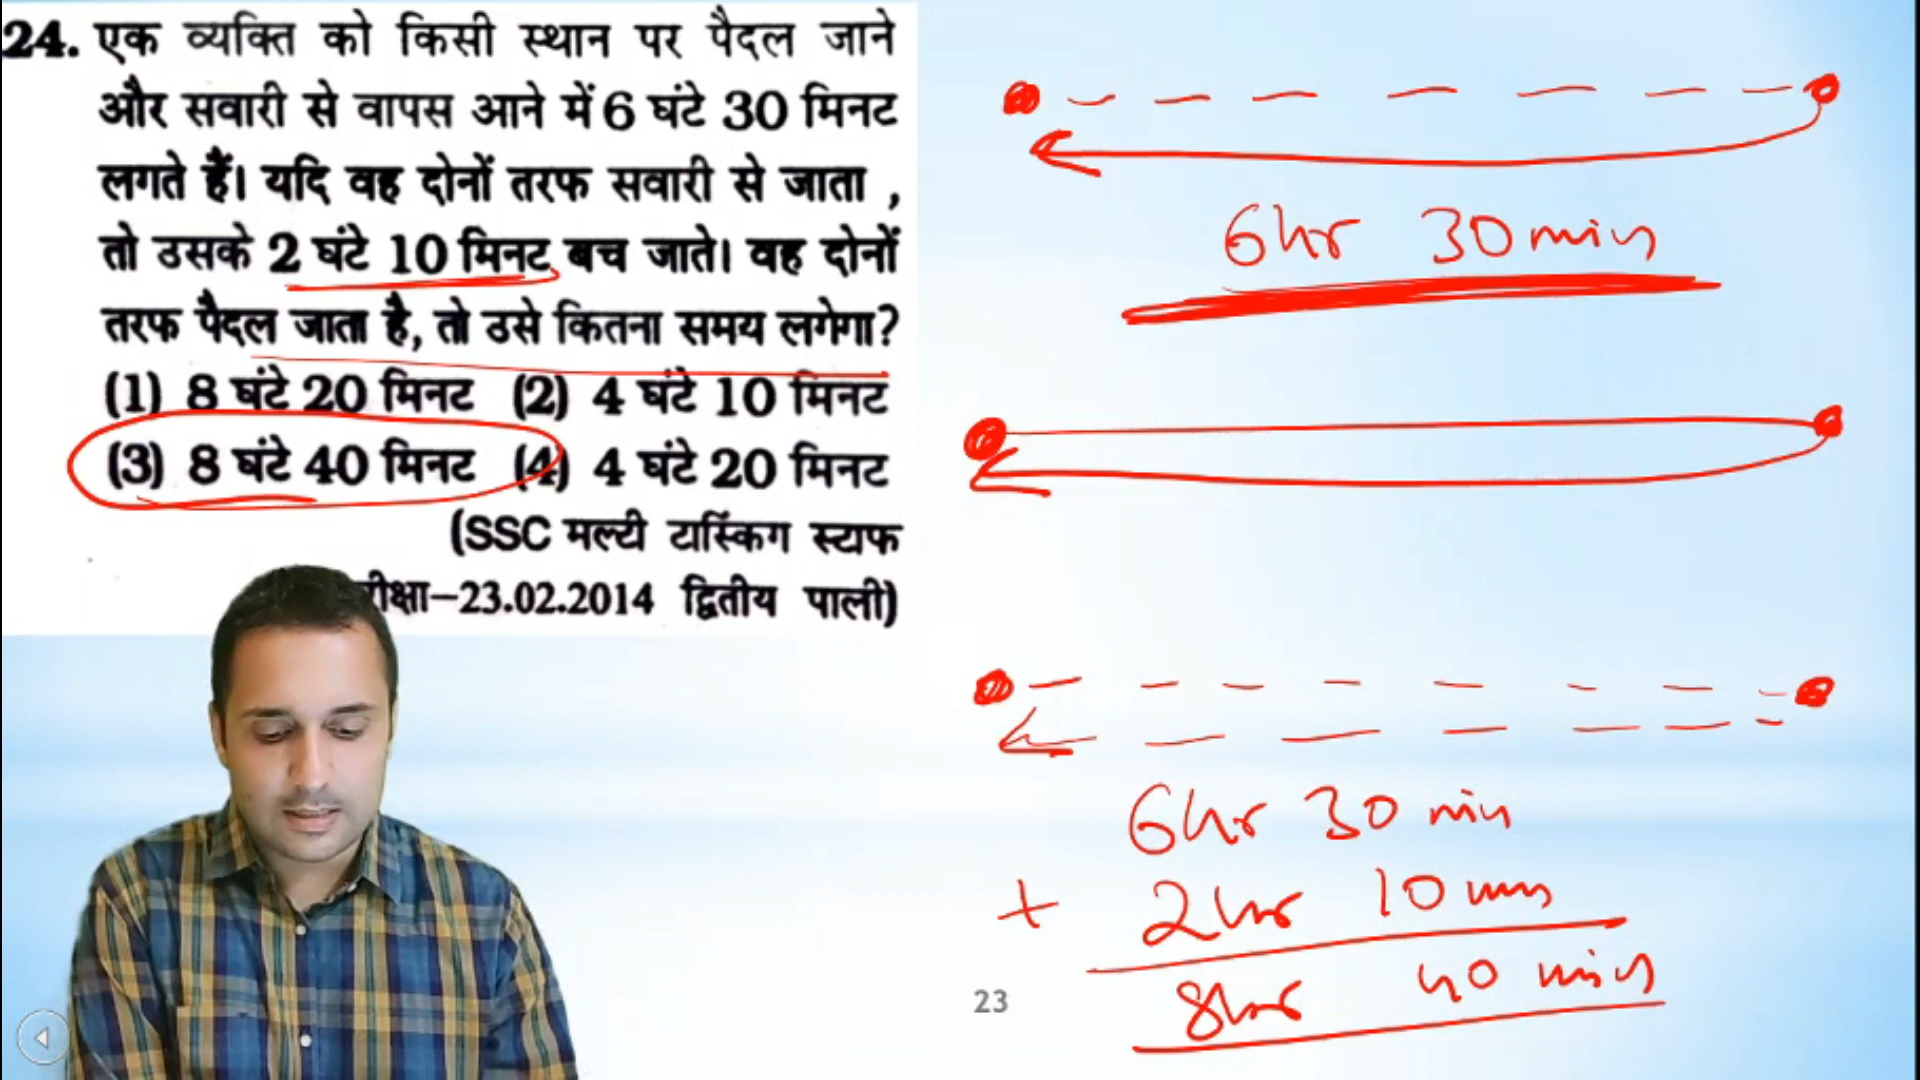 24. एक व्यक्ति को किसी स्थान पर पैदल जाने
और सवारी से वापस आने में 6 घंटे 30 मिनट
लगते हैं। यदि वह दोनों तरफ सवारी से जाता ,
तो उसके 2 घंटे 10 मिनट बच जाते। वह दोनों
तरफ पैदल जाता है, तो उसे कितना समय लगेगा?
(1) 8 घंटे 20 मिनट (2) 4 घंटे 10 मिनट
(3) 8 घंटे 40 मिनट (4) 4 घंटे 20 मिनट
(SSC मल्टी टास्किंग स्टाफ
रीक्षा–23.02.2014 द्वितीय पाली)
6hr 30min
6hr 30 min
+ 2hr 10 min
8hr 40 min
23